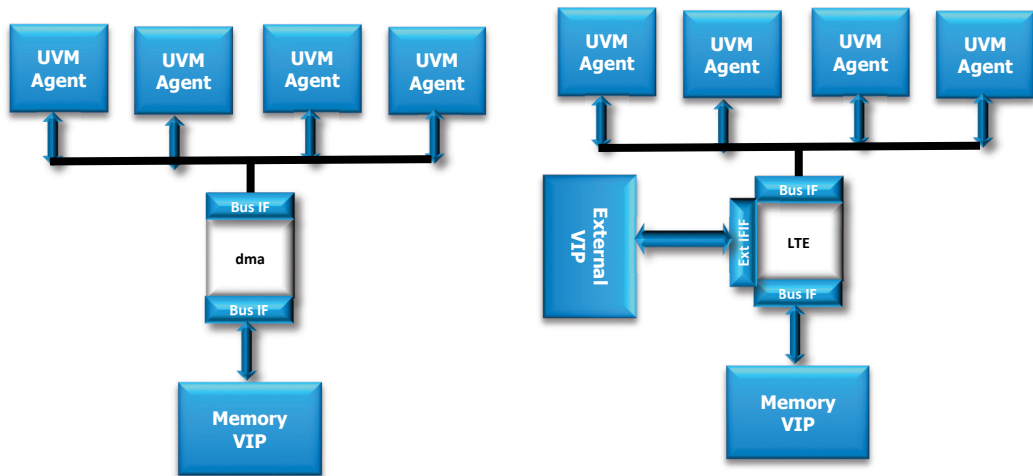 UVM
Agent
UVM
Agent
UVM
Agent
UVM
Agent
Bus IF
dma
Bus IF
Memory
VIP
UVM
Agent
UVM
Agent
UVM
Agent
UVM
Agent
External
VIP
Ext IFIF
Bus IF
LTE
Bus IF
Memory
VIP